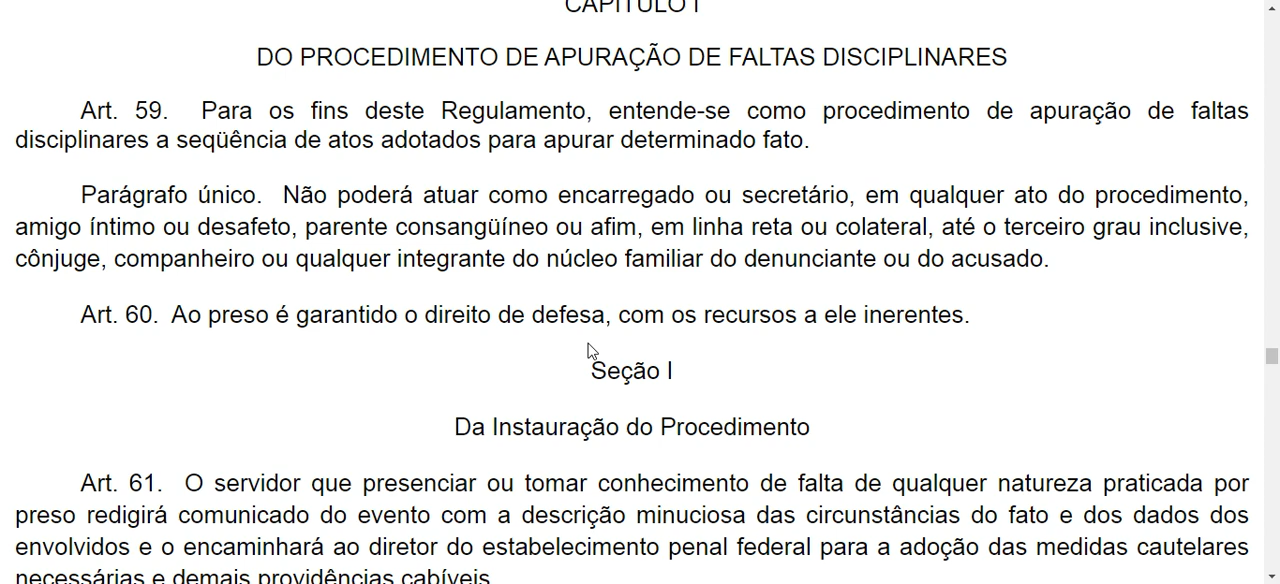 CAPÍTULO I
DO PROCEDIMENTO DE APURAÇÃO DE FALTAS DISCIPLINARES
Art. 59. Para os fins deste Regulamento, entende-se como procedimento de apuração de faltas
disciplinares a seqüência de atos adotados para apurar determinado fato.
Parágrafo único. Não poderá atuar como encarregado ou secretário, em qualquer ato do procedimento,
amigo íntimo ou desafeto, parente consangüíneo ou afim, em linha reta ou colateral, até o terceiro grau inclusive,
cônjuge, companheiro ou qualquer integrante do núcleo familiar do denunciante ou do acusado.
Art. 60. Ao preso é garantido o direito de defesa, com os recursos a ele inerentes.
Seção I
Da Instauração do Procedimento
Art. 61. O servidor que presenciar ou tomar conhecimento de falta de qualquer natureza praticada por
preso redigirá comunicado do evento com a descrição minuciosa das circunstâncias do fato e dos dados dos
envolvidos e o encaminhará ao diretor do estabelecimento penal federal para a adoção das medidas cautelares
necessárias e demais providências cabíveis.